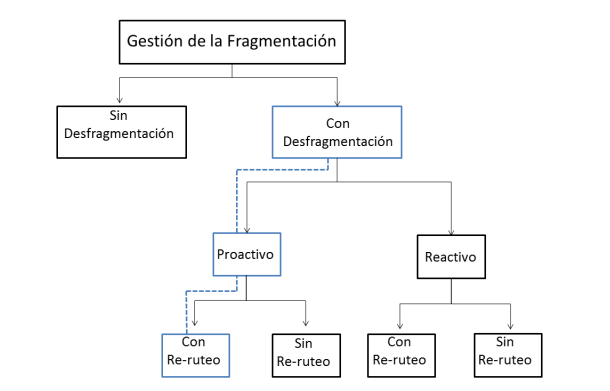 Gestión de la Fragmentación
Sin
Desfragmentación
Con
Desfragmentación
Proactivo
Reactivo
Con
Re-ruteo
Sin
Re-ruteo
Con
Re-ruteo
Sin
Re-ruteo